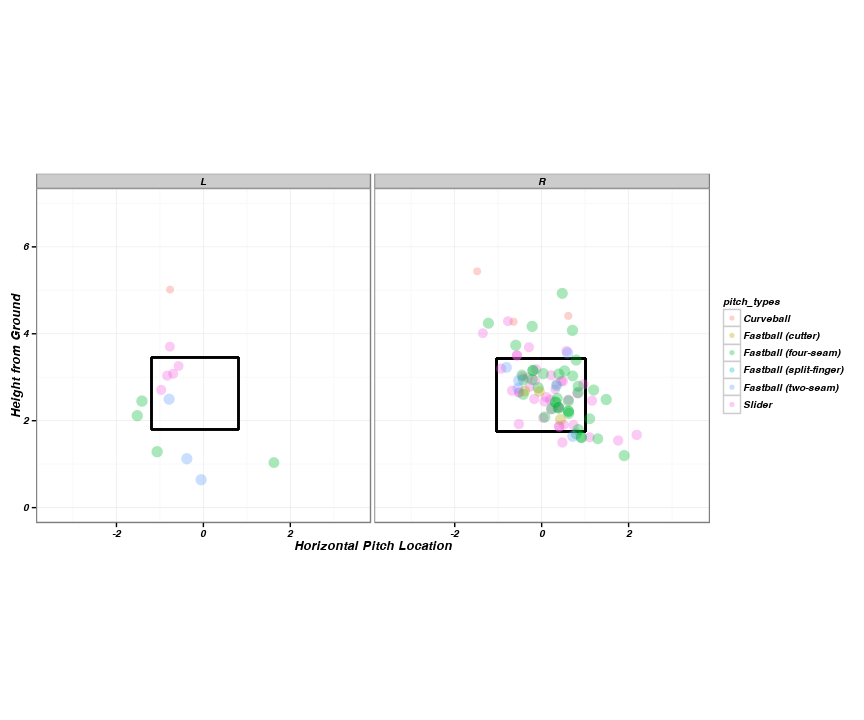 L
R
6
4
2
0
Height from Ground
-2
0
2
-2
0
2
Horizontal Pitch Location
pitch_types
Curveball
Fastball (cutter)
Fastball (four-seam)
Fastball (split-finger)
Fastball (two-seam)
Slider